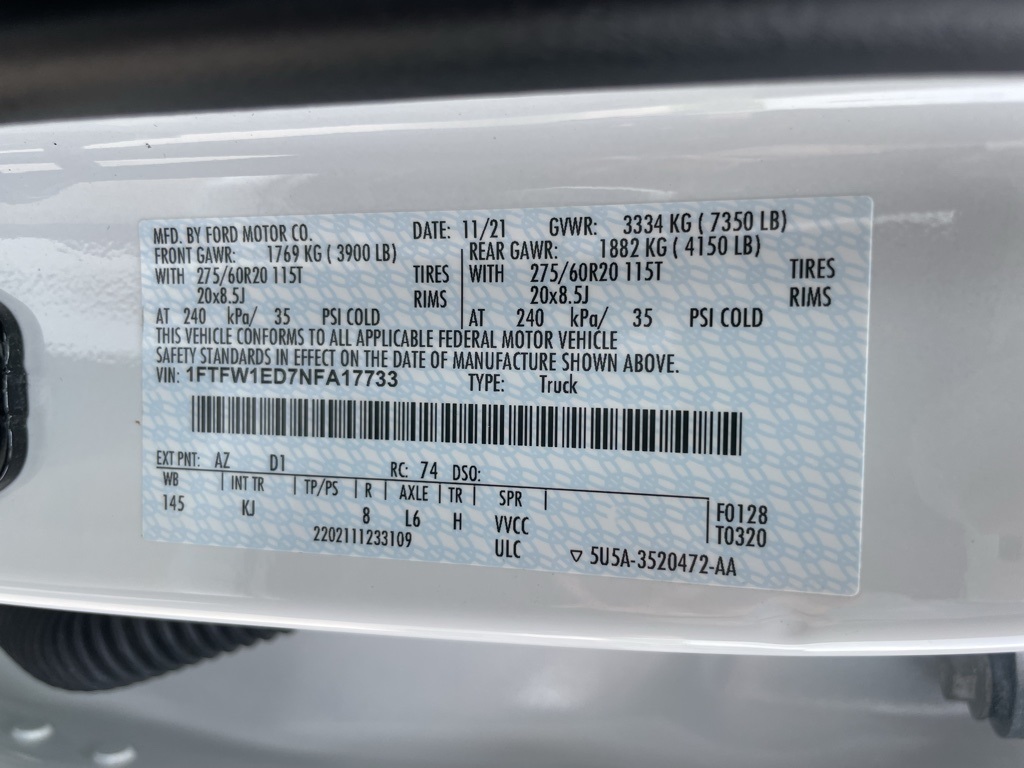 MFD. BY FORD MOTOR CO. DATE: 11/21 GVWR: 3334 KG ( 7350 LB)
FRONT GAWR: 1769 KG ( 3900 LB) REAR GAWR: 1882 KG ( 4150 LB)
WITH 275/60R20 115T TIRES WITH 275/60R20 115T TIRES
20x8.5J RIMS 20x8.5J RIMS
AT 240 kPa/ 35 PSI COLD AT 240 kPa/ 35 PSI COLD
THIS VEHICLE CONFORMS TO ALL APPLICABLE FEDERAL MOTOR VEHICLE
SAFETY STANDARDS IN EFFECT ON THE DATE OF MANUFACTURE SHOWN ABOVE.
VIN: 1FTFW1ED7NFA17733 TYPE: Truck
EXT PNT: AZ D1 RC: 74 DSO:
WB INT TR TP/PS R AXLE TR SPR
145 KJ 8 L6 H VVCC F0128
2202111233109 ULC T0320
▽ 5U5A-3520472-AA